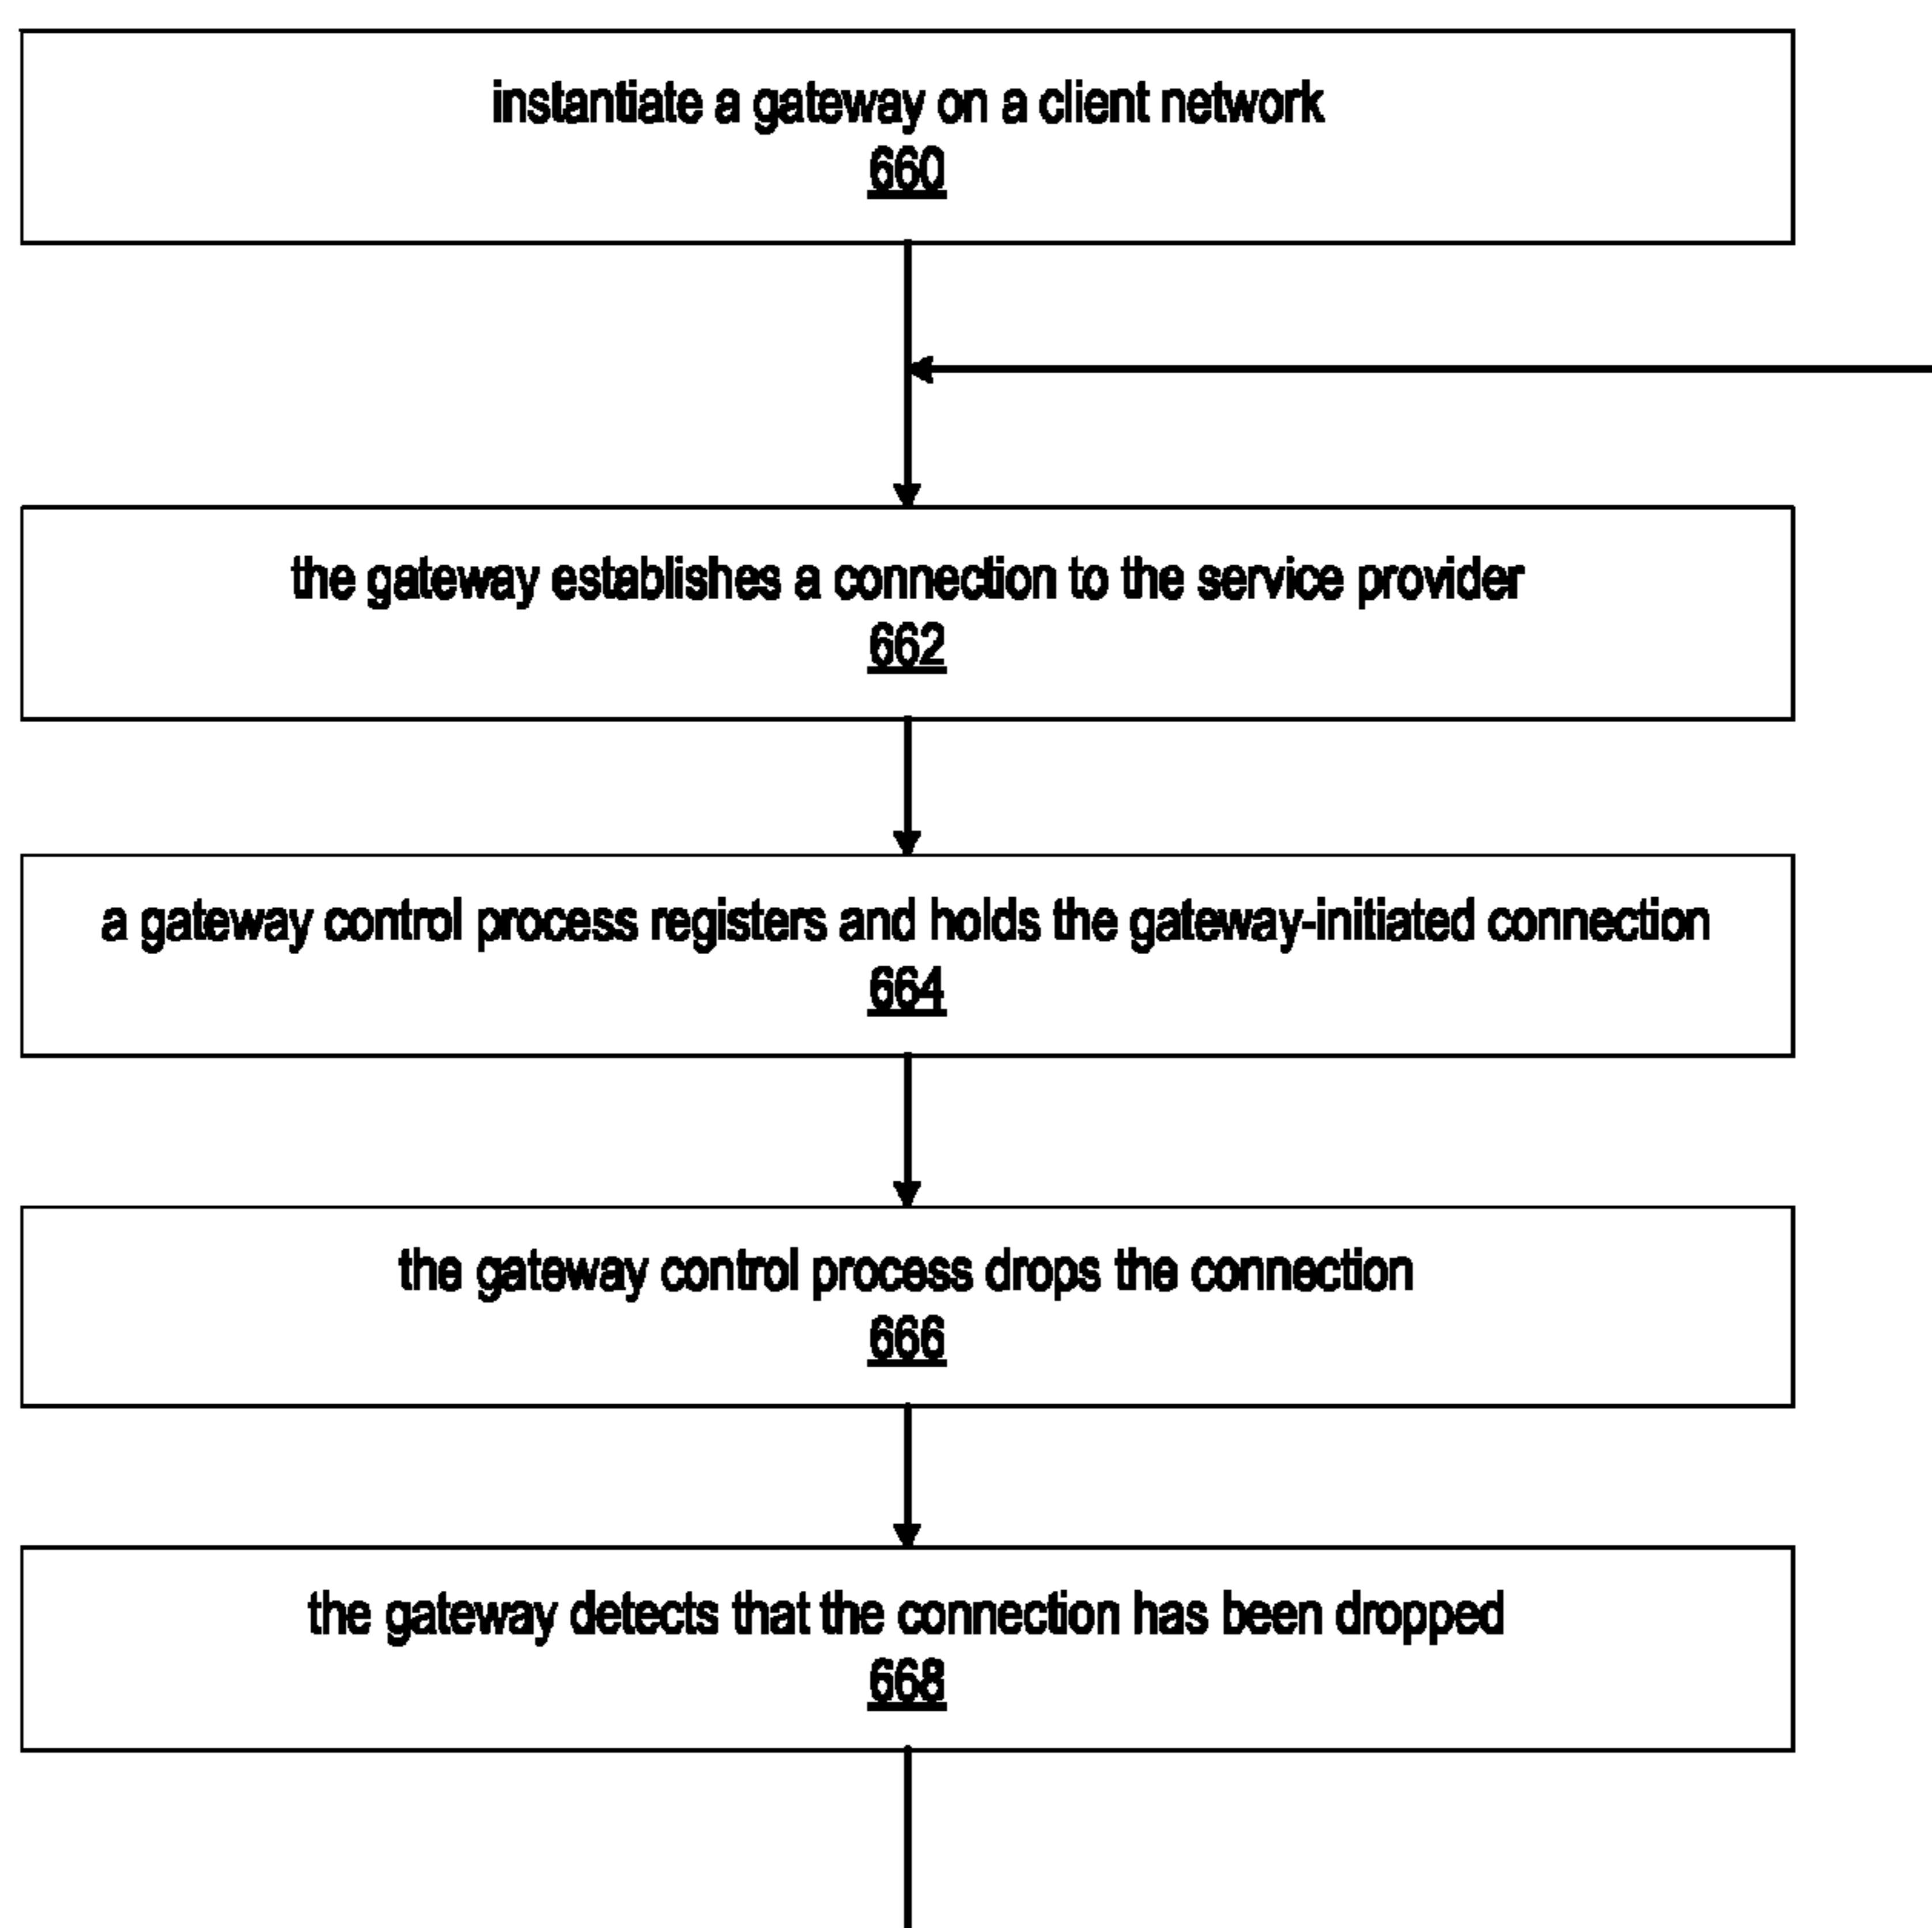 instantiate a gateway on a client network
660
the gateway establishes a connection to the service provider
662
a gateway control process registers and holds the gateway-initiated connection
664
the gateway control process drops the connection
666
the gateway detects that the connection has been dropped
668